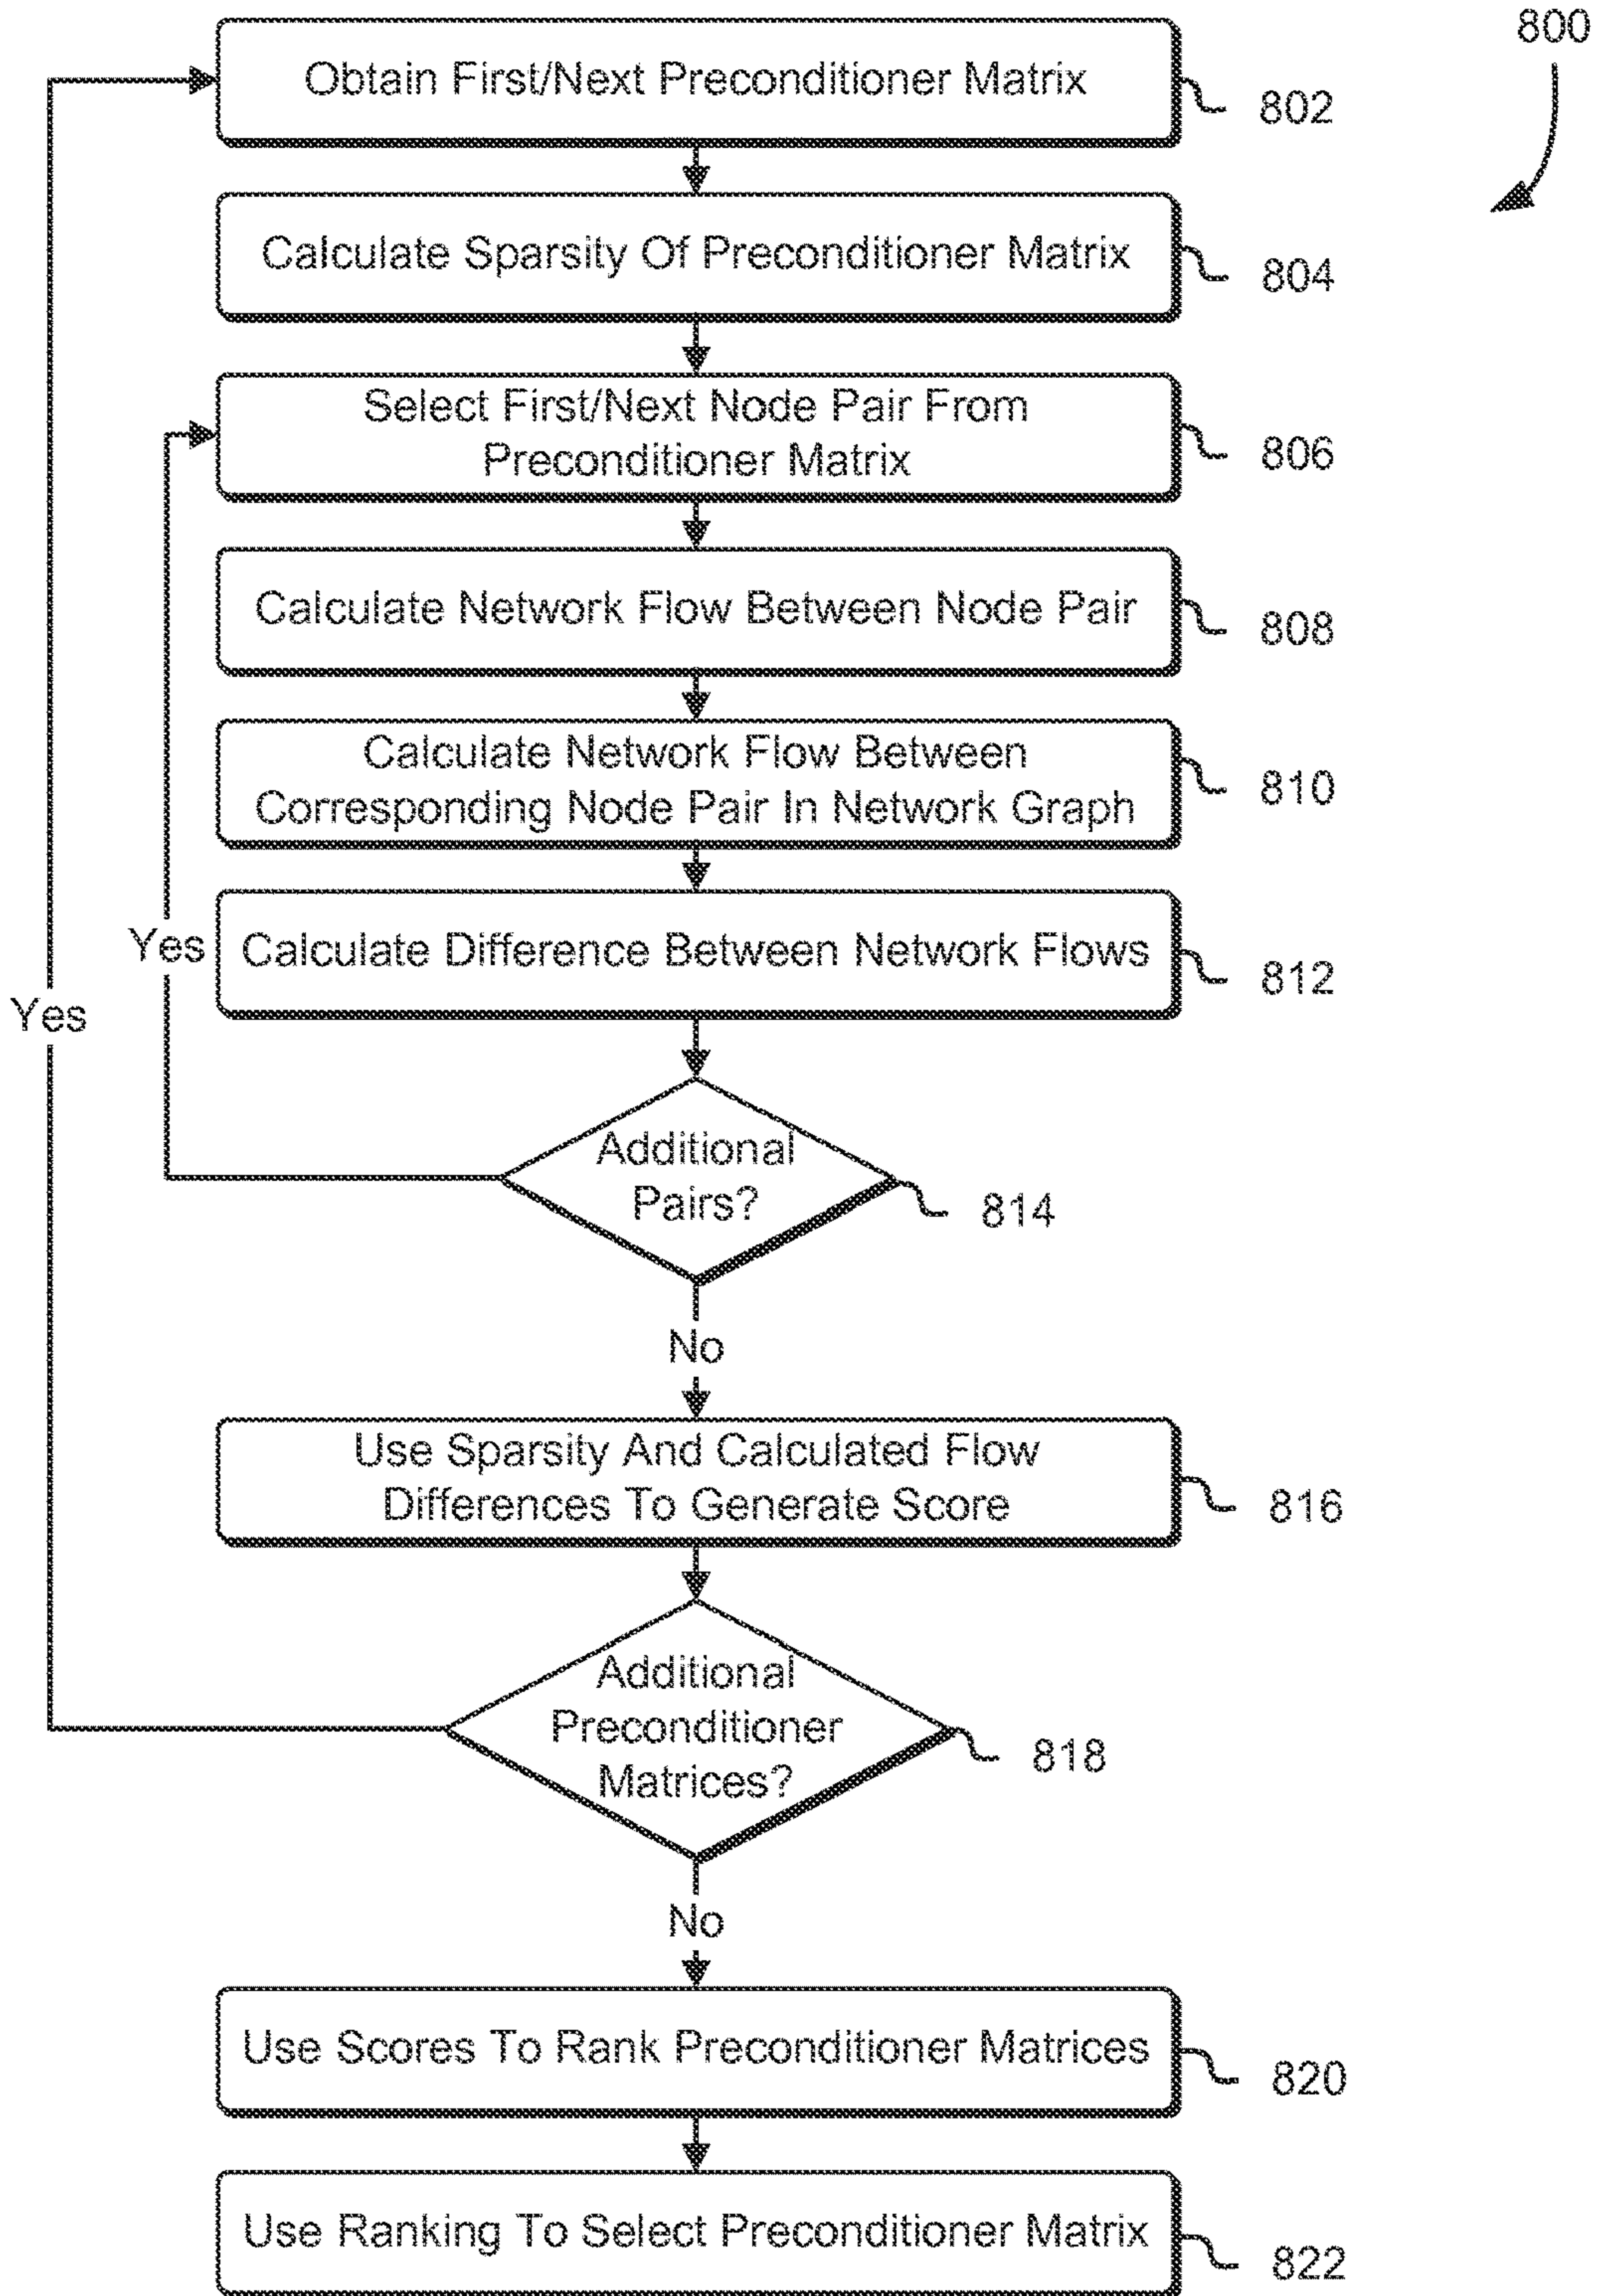 800
Obtain First/Next Preconditioner Matrix
802
Calculate Sparsity Of Preconditioner Matrix
804
Select First/Next Node Pair From
Preconditioner Matrix
806
Calculate Network Flow Between Node Pair
808
Calculate Network Flow Between
Corresponding Node Pair In Network Graph
810
Yes
Calculate Difference Between Network Flows
812
Yes
Additional
Pairs?
814
No
Use Sparsity And Calculated Flow
Differences To Generate Score
816
Additional
Preconditioner
Matrices?
818
No
Use Scores To Rank Preconditioner Matrices
820
Use Ranking To Select Preconditioner Matrix
822